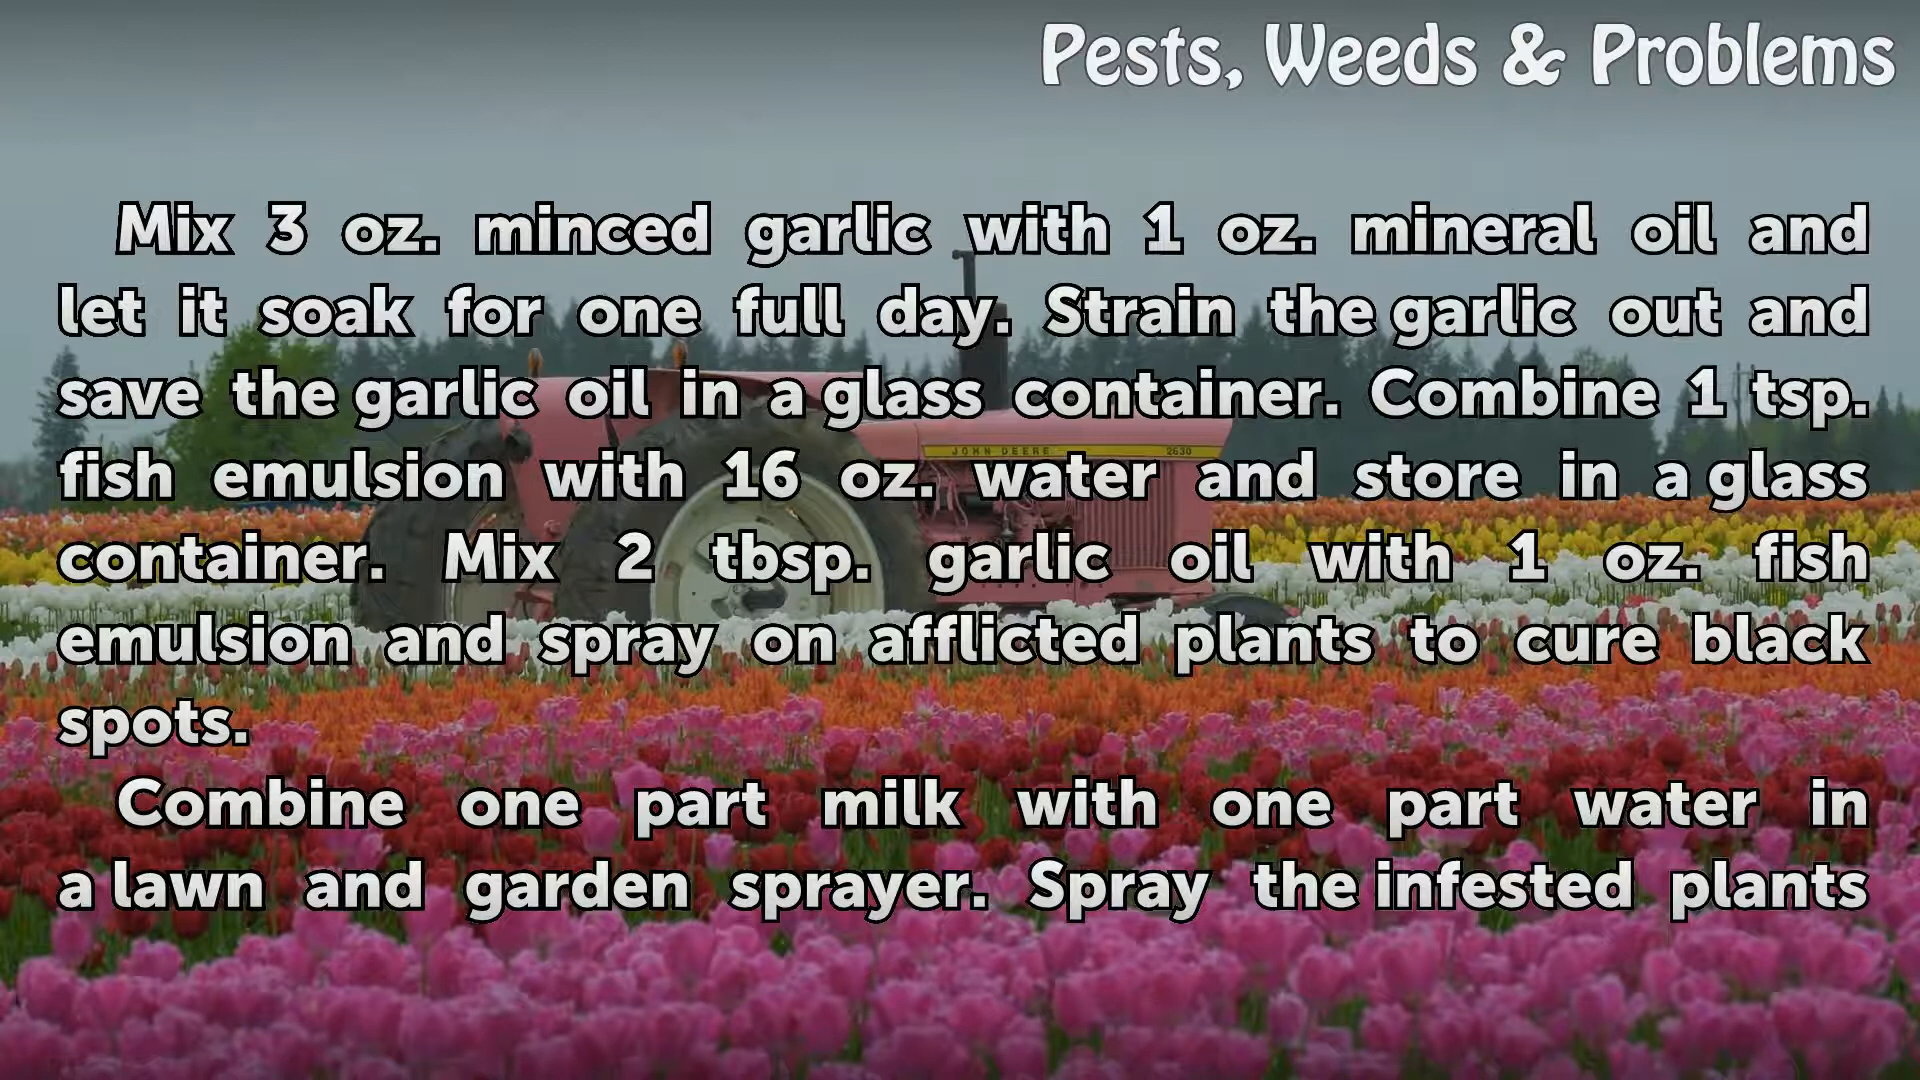 Pests, Weeds & Problems
Mix 3 oz. minced garlic with 1 oz. mineral oil and
let it soak for one full day. Strain the garlic out and
save the garlic oil in a glass container. Combine 1 tsp.
fish emulsion with 16 oz. water and store in a glass
container. Mix 2 tbsp. garlic oil with 1 oz. fish
emulsion and spray on afflicted plants to cure black
spots.
Combine one part milk with one part water in
a lawn and garden sprayer. Spray the infested plants
JOHN DEERE 2630